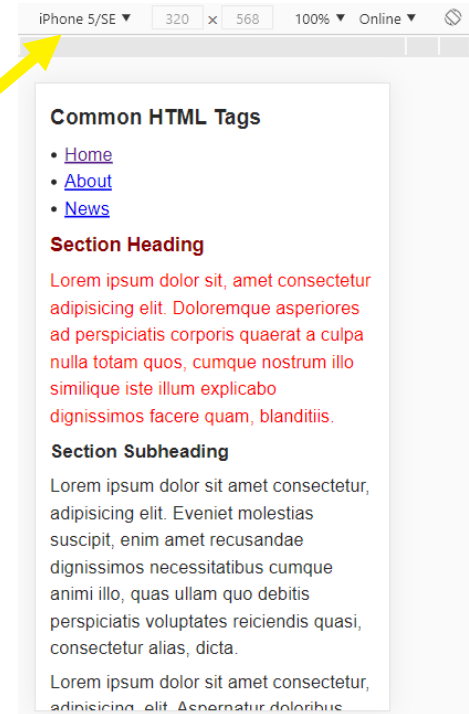 iPhone 5/SE ▼ 320 × 568 100% ▼ Online ▼
Common HTML Tags
• Home
• About
• News
Section Heading
Lorem ipsum dolor sit, amet consectetur
adipisicing elit. Doloremque asperiores
ad perspiciatis corporis quaerat a culpa
nulla totam quos, cumque nostrum illo
similique iste illum explicabo
dignissimos facere quam, blanditiis.
Section Subheading
Lorem ipsum dolor sit amet consectetur,
adipisicing elit. Eveniet molestias
suscipit, enim amet recusandae
dignissimos necessitatibus cumque
animi illo, quas ullam quo debitis
perspiciatis voluptates reiciendis quasi,
consectetur alias, dicta.
Lorem ipsum dolor sit amet consectetur,
adipisicing elit. Aspernatur doloribus